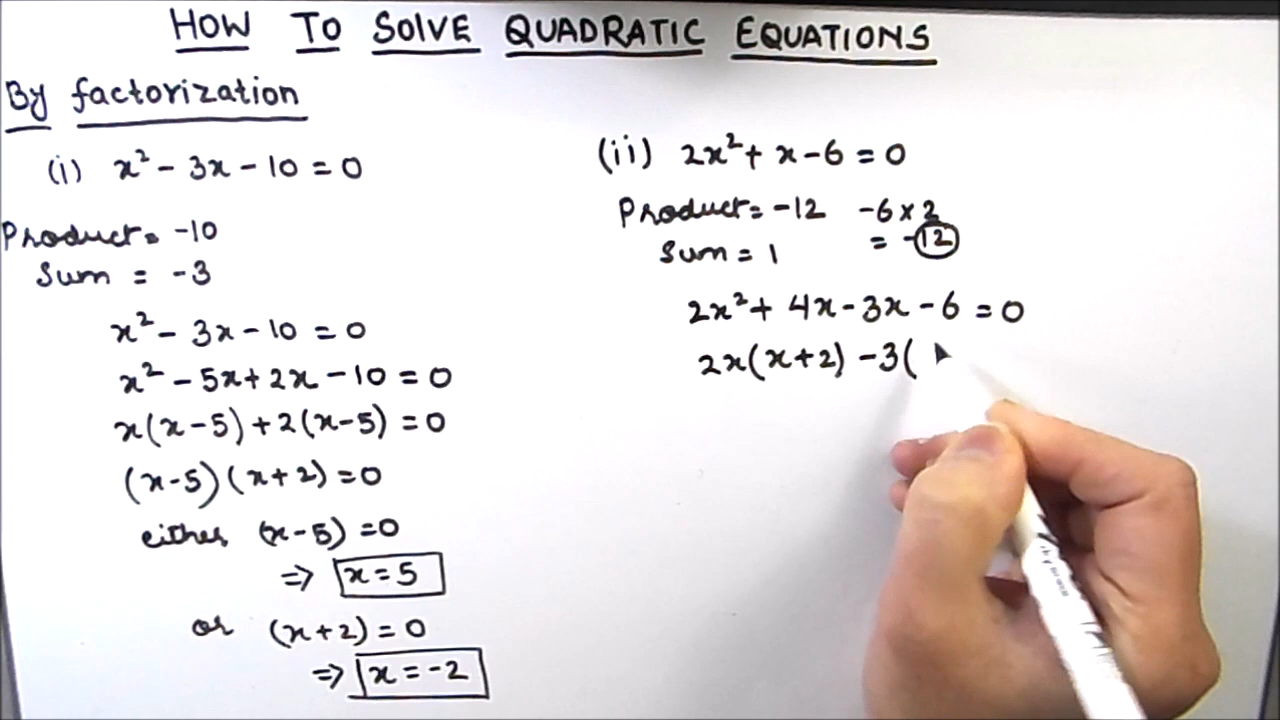 HOW TO SOLVE QUADRATIC EQUATIONS
By factorization
(i) x² - 3x - 10 = 0
Product = -10
Sum = -3
x² - 3x - 10 = 0
x² - 5x + 2x - 10 = 0
x(x-5) + 2(x-5) = 0
(x-5)(x+2) = 0
either (x-5) = 0
=> x = 5
or (x+2) = 0
=> x = -2
(ii) 2x² + x - 6 = 0
Product = -12 -6 x 2
Sum = 1 = -12
2x² + 4x - 3x - 6 = 0
2x(x+2) -3(